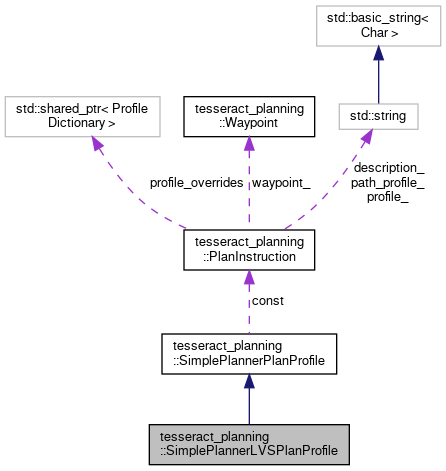 std::basic_string<
Char >
std::shared_ptr< Profile
Dictionary >
tesseract_planning
::Waypoint
std::string
profile_overrides
waypoint_
description_
path_profile_
profile_
tesseract_planning
::PlanInstruction
const
tesseract_planning
::SimplePlannerPlanProfile
tesseract_planning
::SimplePlannerLVSPlanProfile